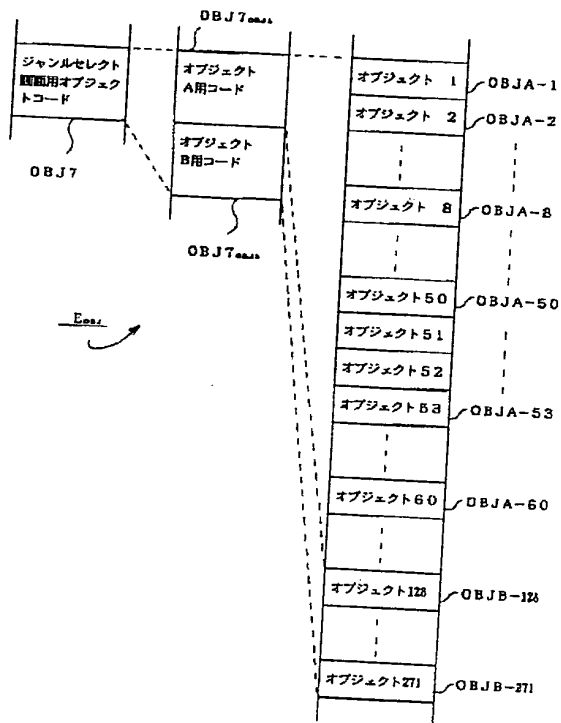 ジャンルセレクト
画面用オブジェク
トコード
OBJ7
OBJ7OBJA
オブジェクト
A用コード
オブジェクト
B用コード
OBJ7OBJB
EOBJ
オブジェクト 1
OBJA-1
オブジェクト 2
OBJA-2
オブジェクト 8
OBJA-8
オブジェクト50
OBJA-50
オブジェクト51
オブジェクト52
オブジェクト53
OBJA-53
オブジェクト60
OBJA-60
オブジェクト128
OBJB-128
オブジェクト271
OBJB-271